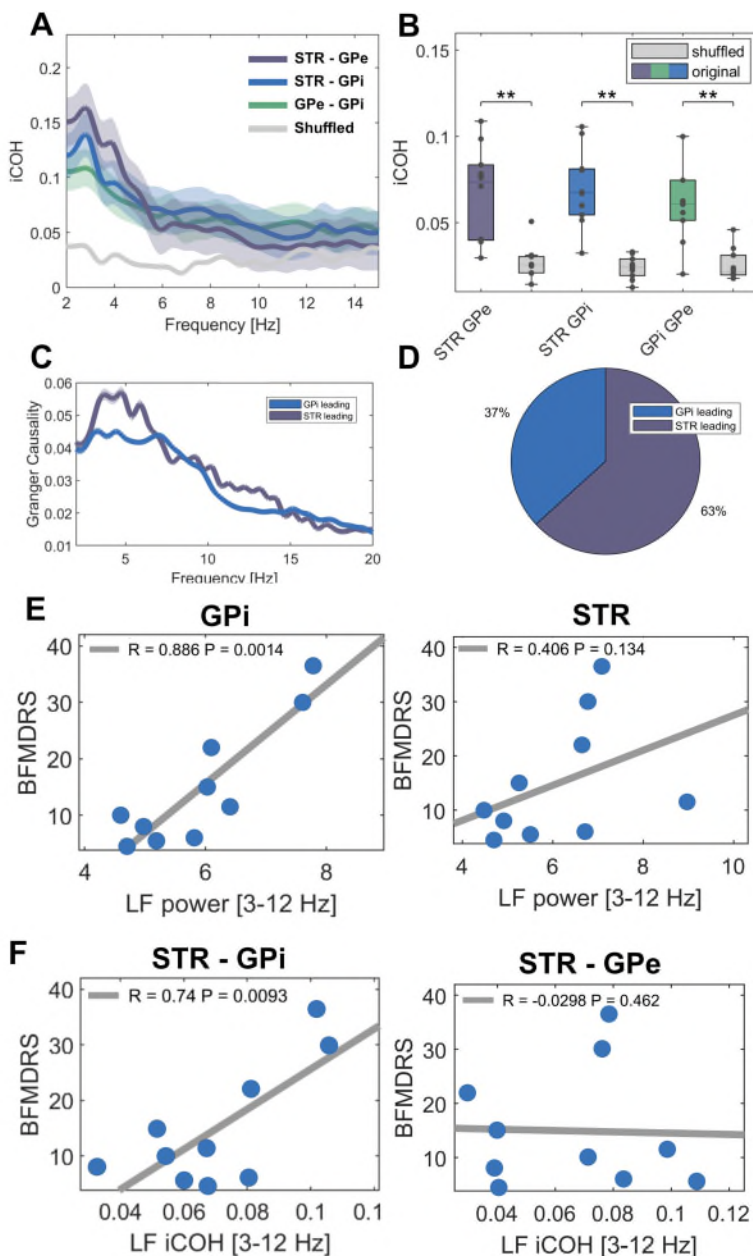 A
STR - GPe
STR - GPi
GPe - GPi
Shuffled
0.2
0.15
0.1
0.05
0
iCOH
2 4 6 8 10 12 14
Frequency [Hz]
B
shuffled
original
** ** **
0.15
0.1
0.05
iCOH
STR GPe
STR GPi
GPi GPe
C
GPi leading
STR leading
0.06
0.05
0.04
0.03
0.02
0.01
Granger Causality
5 10 15 20
Frequency [Hz]
D
37%
GPi leading
STR leading
63%
E
GPi
R = 0.886 P = 0.0014
40
30
20
10
BFMDRS
4 6 8
LF power [3-12 Hz]
STR
R = 0.406 P = 0.134
40
30
20
10
BFMDRS
4 6 8 10
LF power [3-12 Hz]
F
STR - GPi
R = 0.74 P = 0.0093
40
30
20
10
BFMDRS
0.04 0.06 0.08 0.1 0.1
LF iCOH [3-12 Hz]
STR - GPe
R = -0.0298 P = 0.462
40
30
20
10
BFMDRS
0.04 0.06 0.08 0.1 0.12
LF iCOH [3-12 Hz]